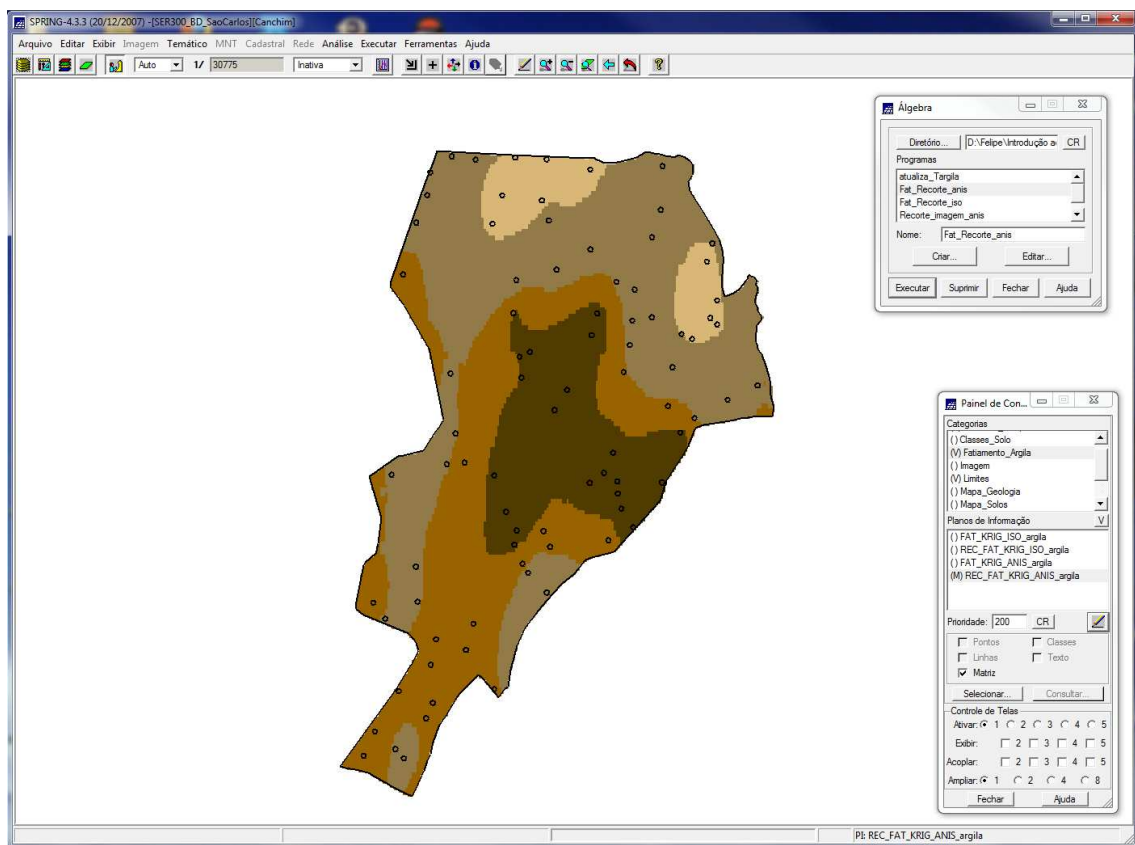 SPRING-4.3.3 (20/12/2007) -[SER300_BD_SaoCarlos][Canchim]
Arquivo Editar Exibir Imagem Temático MNT Cadastral Rede Análise Executar Ferramentas Ajuda
Auto 1/ 30775 Inativa
Álgebra
Diretório... D:\Felipe\Introdução a CR
Programas
atualiza_Targila
Fat_Recorte_anis
Fat_Recorte_iso
Recorte_imagem_anis
Nome: Fat_Recorte_anis
Criar... Editar...
Executar Suprimir Fechar Ajuda
Painel de Con...
Categorias
( ) Classes_Solo
(V) Fatiamento_Argila
( ) Imagem
(V) Limites
( ) Mapa_Geologia
( ) Mapa_Solos
Planos de Informação V
( ) FAT_KRIG_ISO_argila
( ) REC_FAT_KRIG_ISO_argila
( ) FAT_KRIG_ANIS_argila
(M) REC_FAT_KRIG_ANIS_argila
Prioridade: 200 CR
Pontos Classes
Linhas Texto
Matriz
Selecionar... Consultar...
Controle de Telas
Ativar: 1 2 3 4 5
Exibir: 2 3 4 5
Acoplar: 2 3 4 5
Ampliar: 1 2 4 8
Fechar Ajuda
PI: REC_FAT_KRIG_ANIS_argila